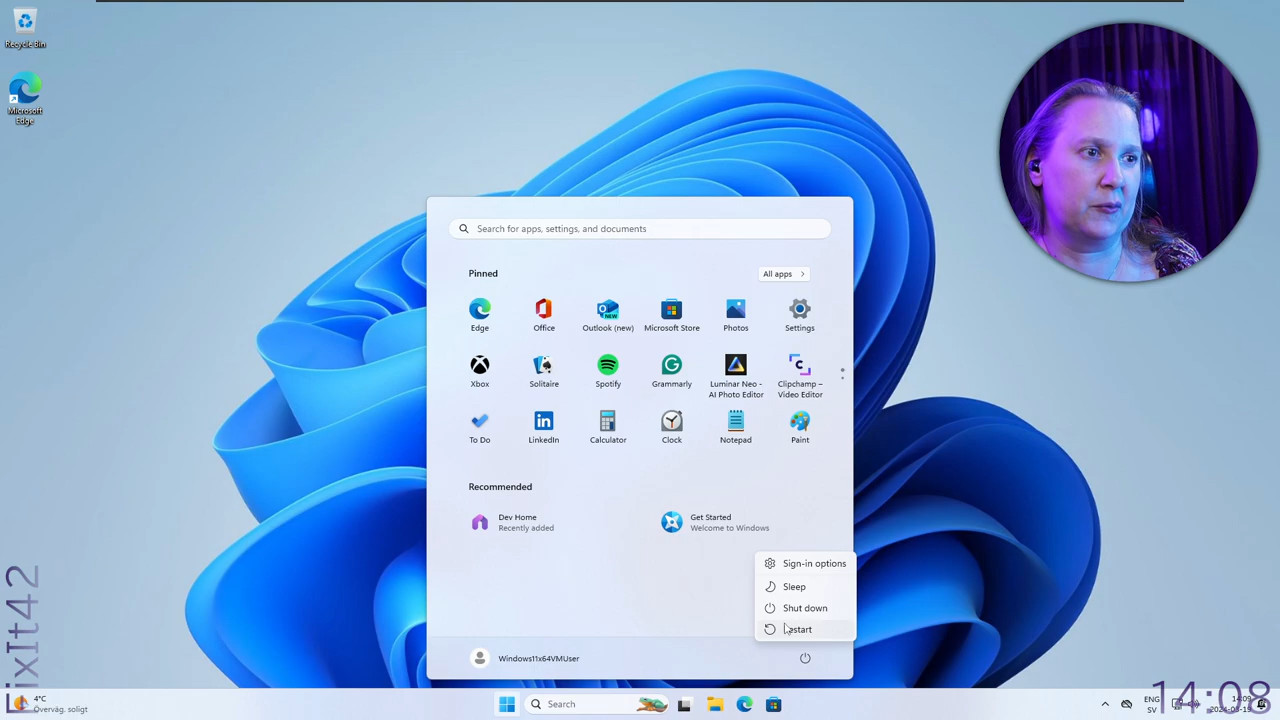 Recycle Bin
Microsoft
Edge
Search for apps, settings, and documents
Pinned
All apps
Edge
Office
Outlook (new)
Microsoft Store
Photos
Settings
Xbox
Solitaire
Spotify
Grammarly
Luminar Neo -
AI Photo Editor
Clipchamp –
Video Editor
To Do
LinkedIn
Calculator
Clock
Notepad
Paint
Recommended
Dev Home
Recently added
Get Started
Welcome to Windows
Sign-in options
Sleep
Shut down
Restart
Windows11x64VMUser
FixIt42
4°C
Övervag. soligt
Search
ENG
SV
14:08